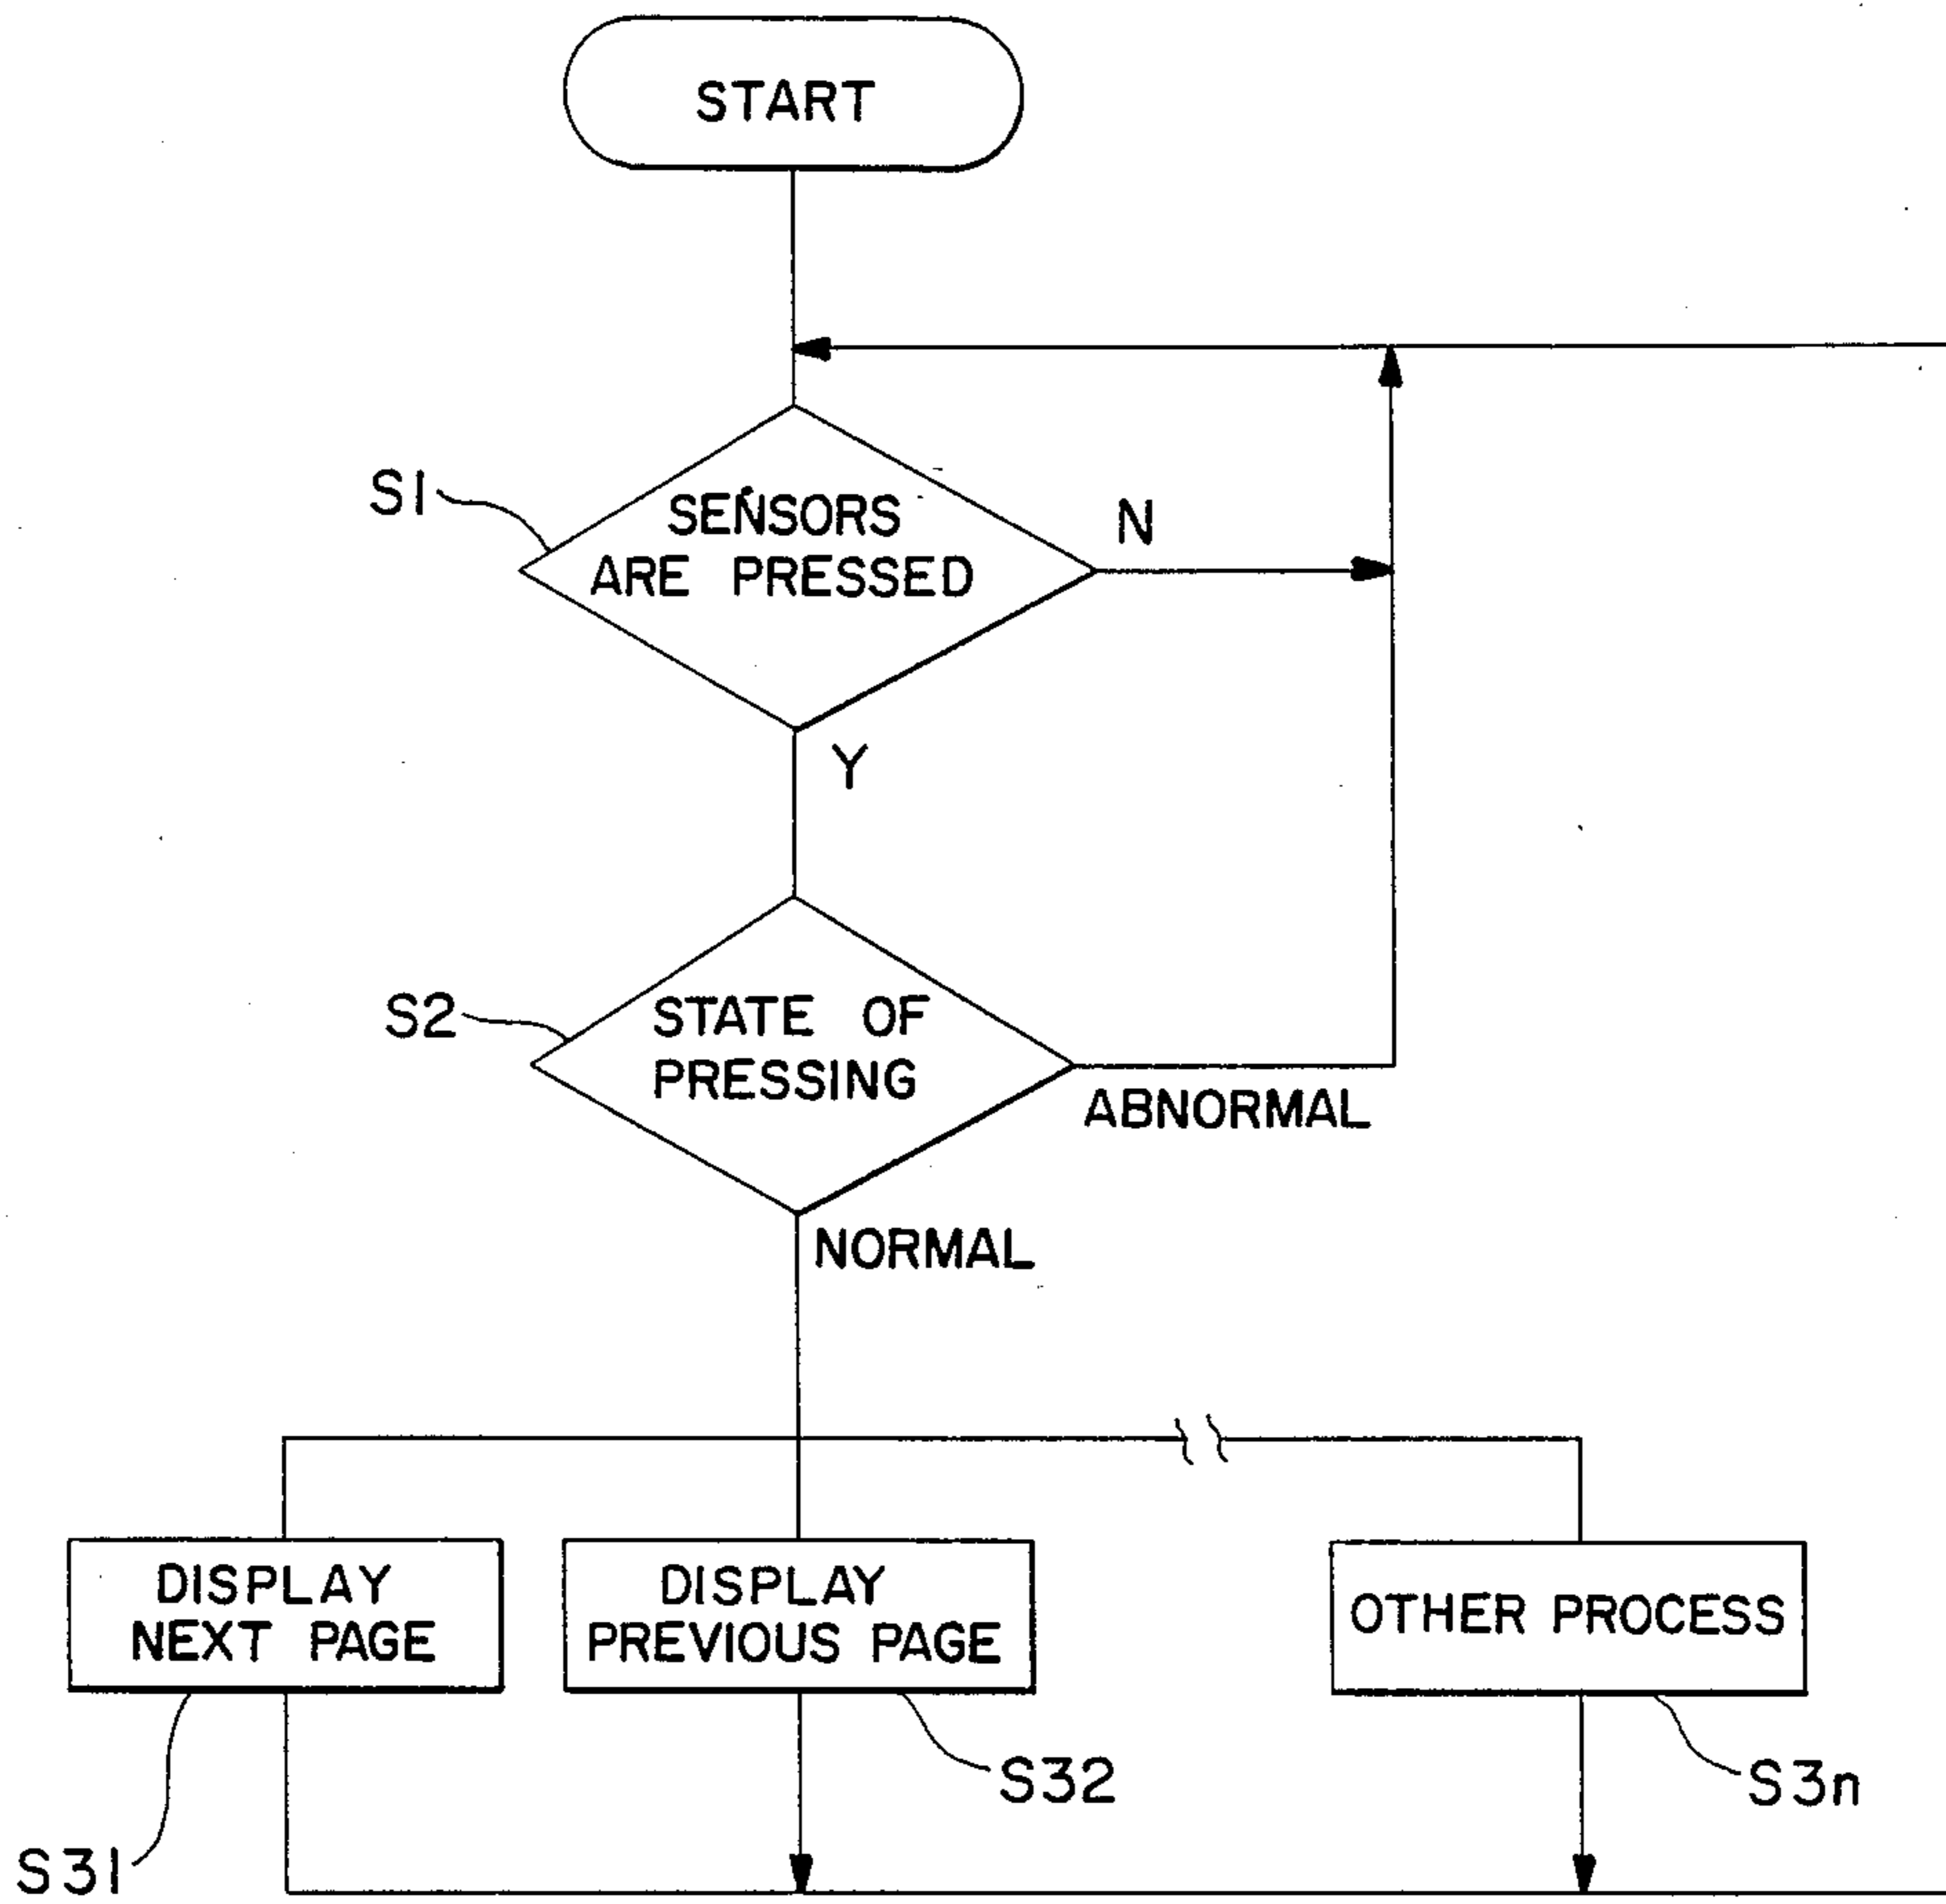 START
S1
SENSORS
ARE PRESSED
N
Y
S2
STATE OF
PRESSING
ABNORMAL
NORMAL
DISPLAY
NEXT PAGE
DISPLAY
PREVIOUS PAGE
OTHER PROCESS
S31
S32
S3n